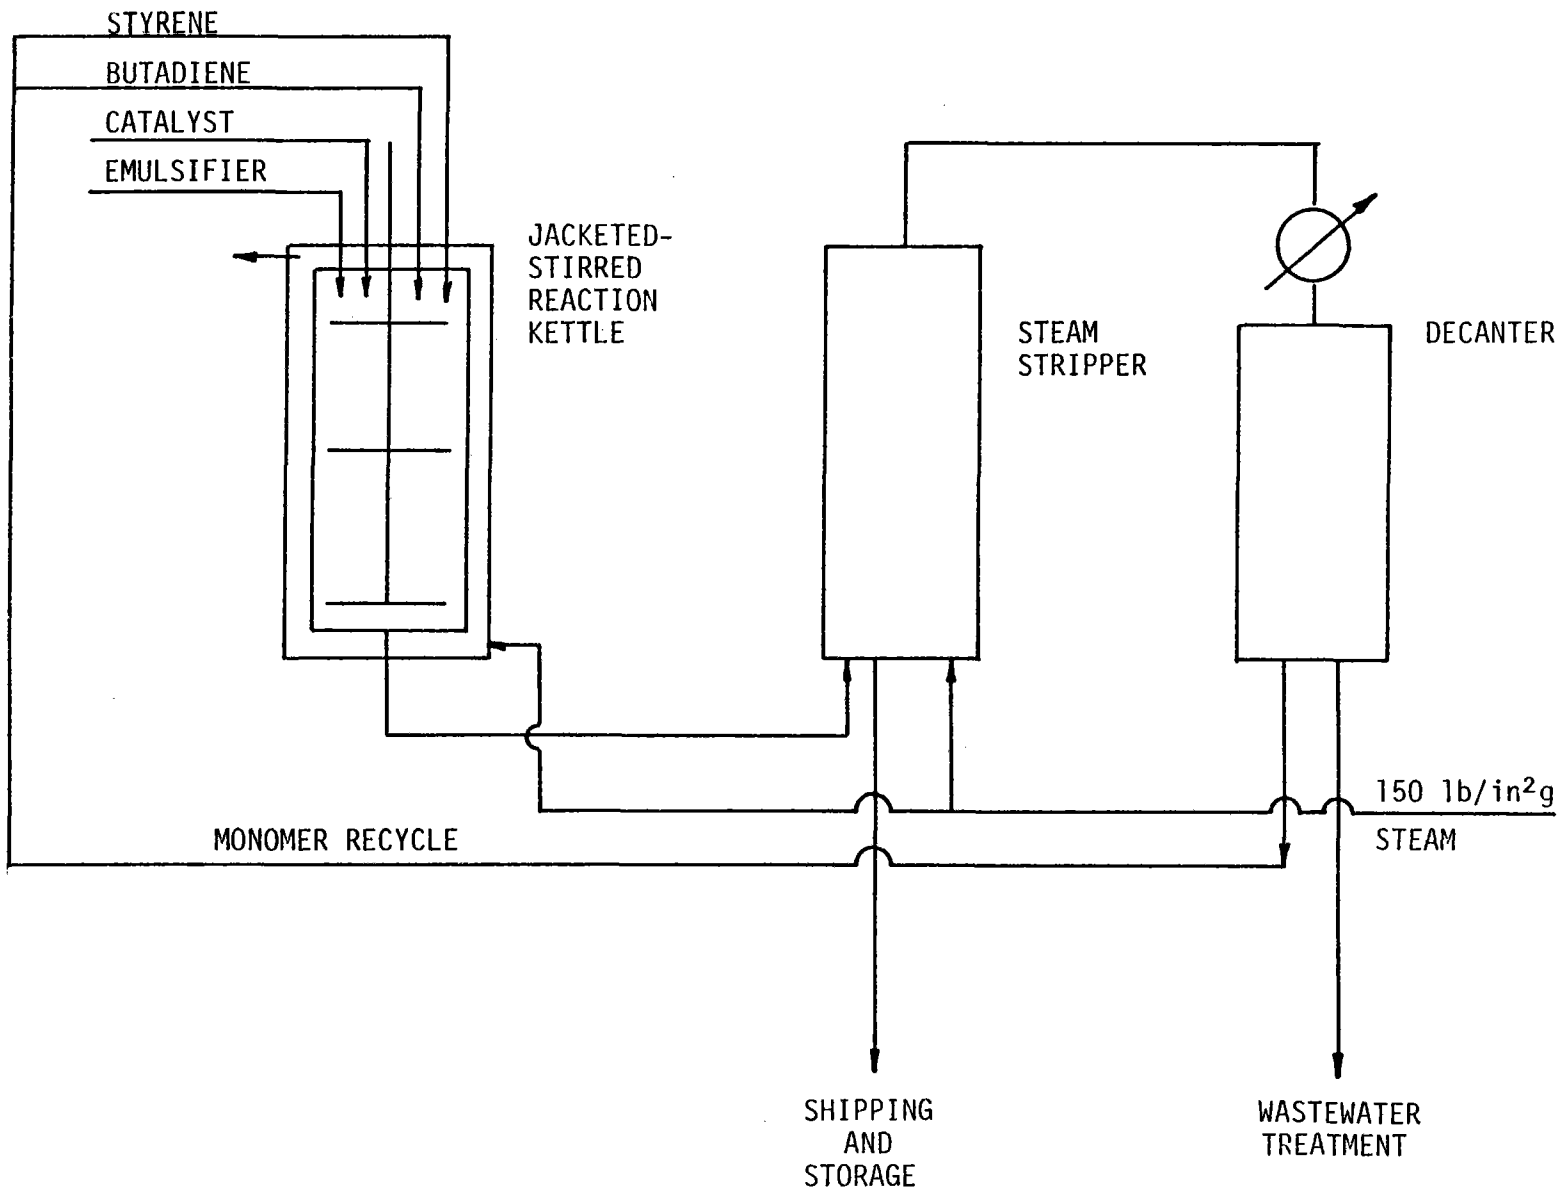 STYRENE
BUTADIENE
CATALYST
EMULSIFIER
JACKETED-
STIRRED
REACTION
KETTLE
STEAM
STRIPPER
DECANTER
150 lb/in²g
STEAM
MONOMER RECYCLE
SHIPPING
AND
STORAGE
WASTEWATER
TREATMENT